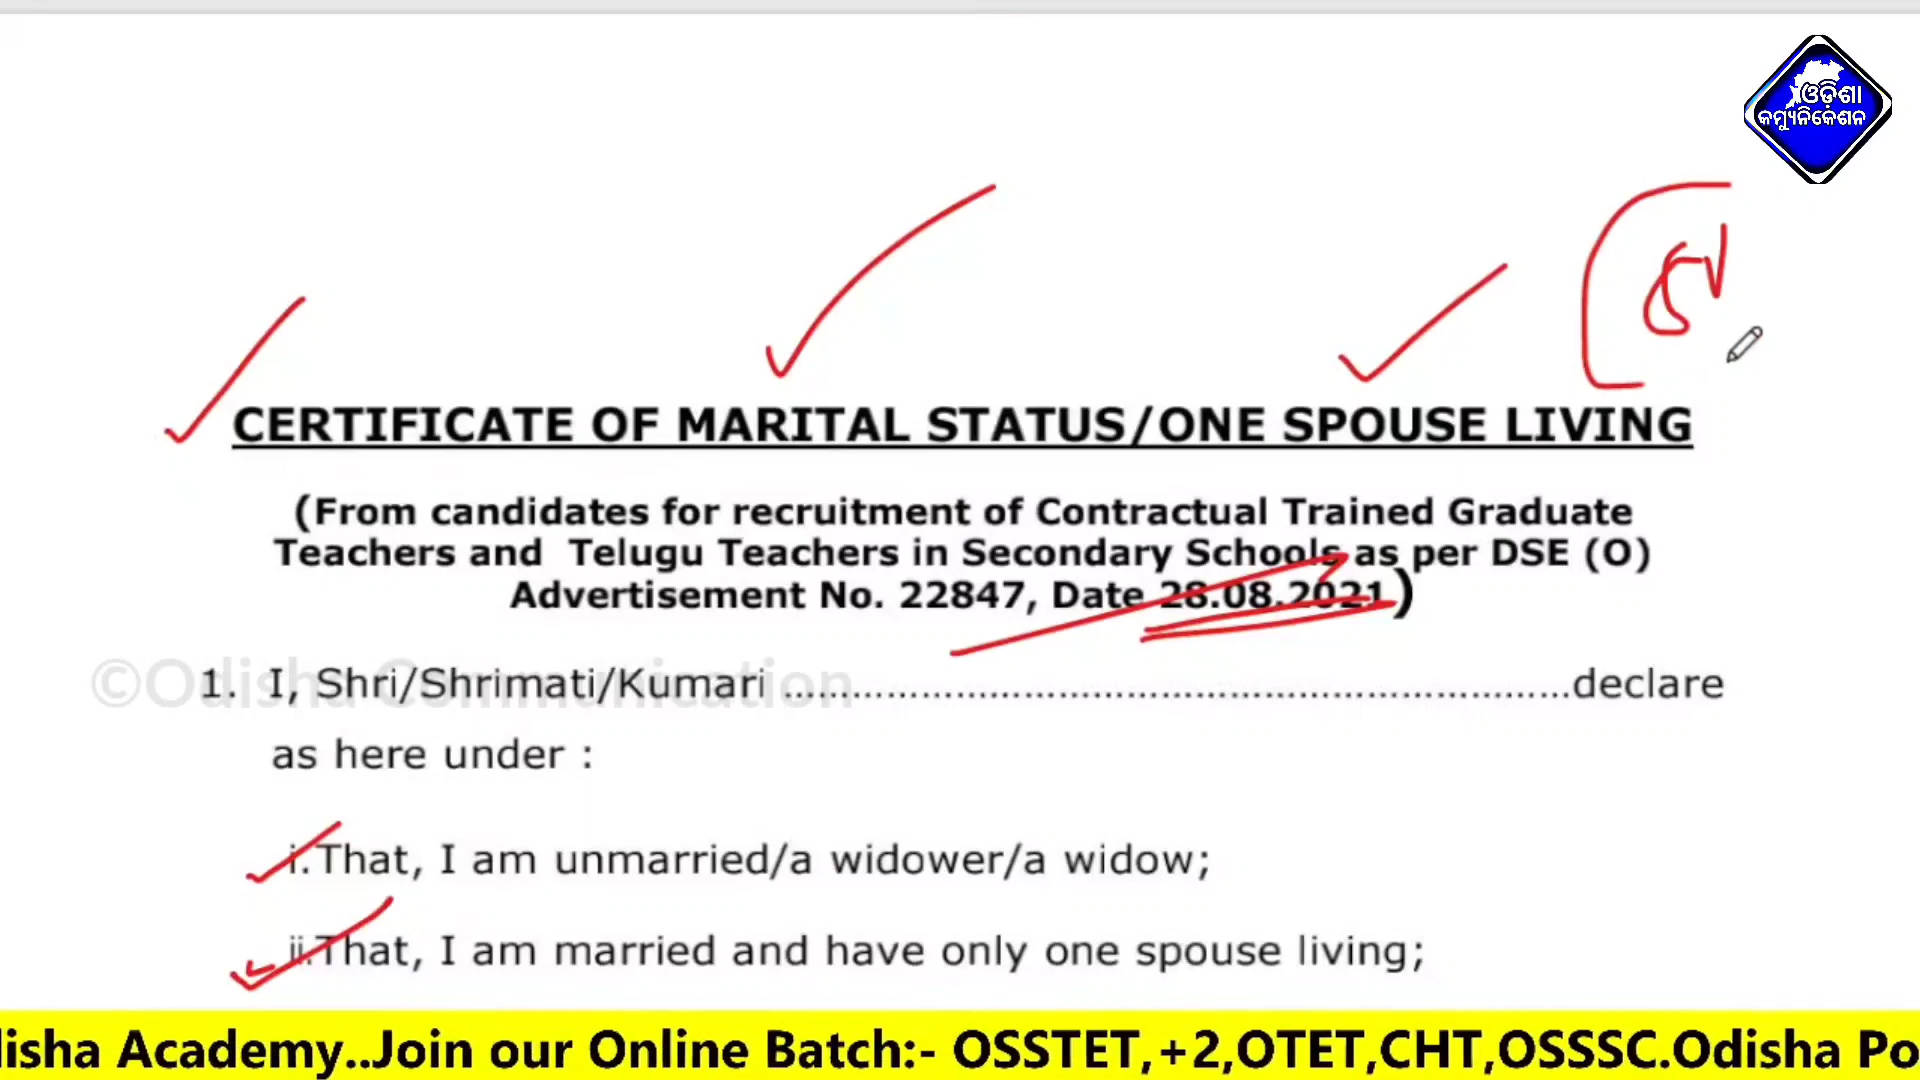 ଓଡ଼ିଶା
କମ୍ୟୁନିକେଶନ
CERTIFICATE OF MARITAL STATUS/ONE SPOUSE LIVING
(From candidates for recruitment of Contractual Trained Graduate
Teachers and Telugu Teachers in Secondary Schools as per DSE (O)
Advertisement No. 22847, Date 28.08.2021)
©Odisha Communication
1. I, Shri/Shrimati/Kumari ……………………………………………………………declare
as here under :
i.That, I am unmarried/a widower/a widow;
ii.That, I am married and have only one spouse living;
disha Academy..Join our Online Batch:- OSSTET,+2,OTET,CHT,OSSSC.Odisha Po